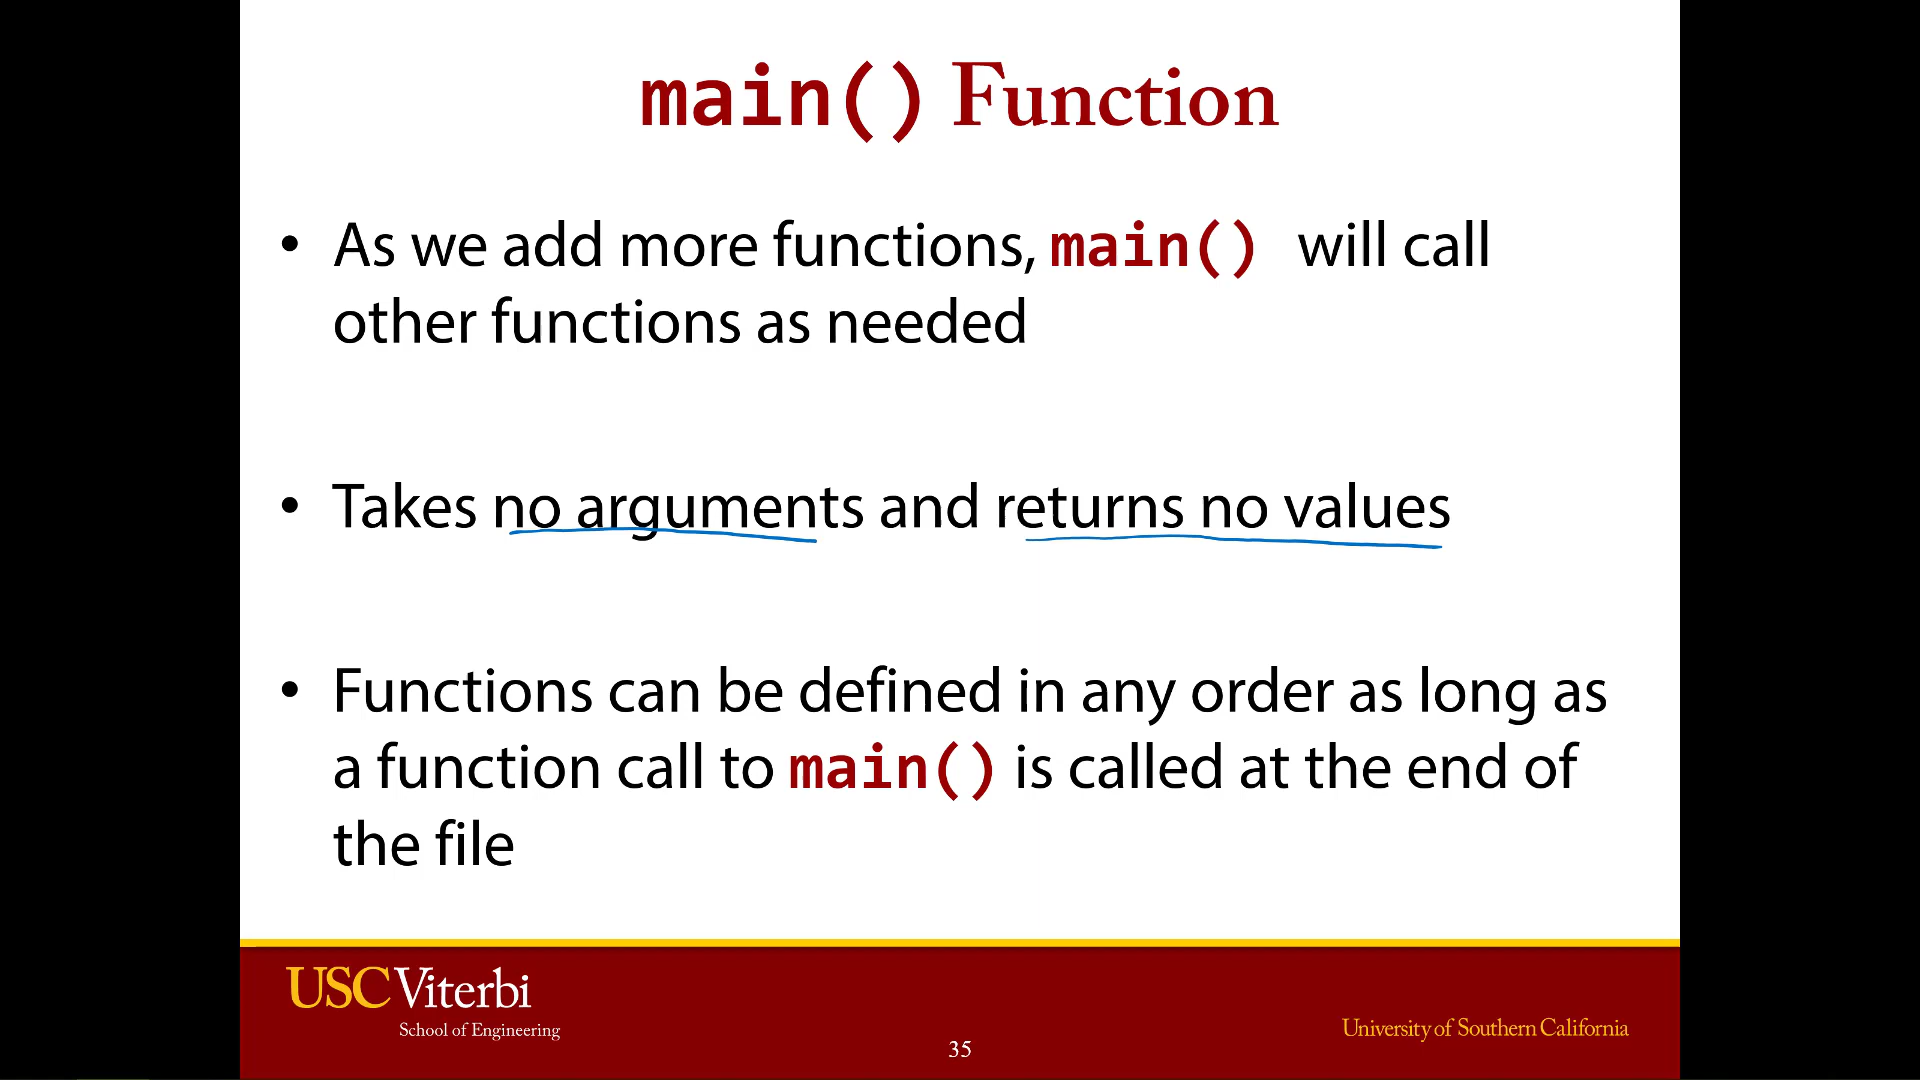 main() Function
• As we add more functions, main() will call
other functions as needed
• Takes no arguments and returns no values
• Functions can be defined in any order as long as
a function call to main() is called at the end of
the file
USC Viterbi
School of Engineering
University of Southern California
35